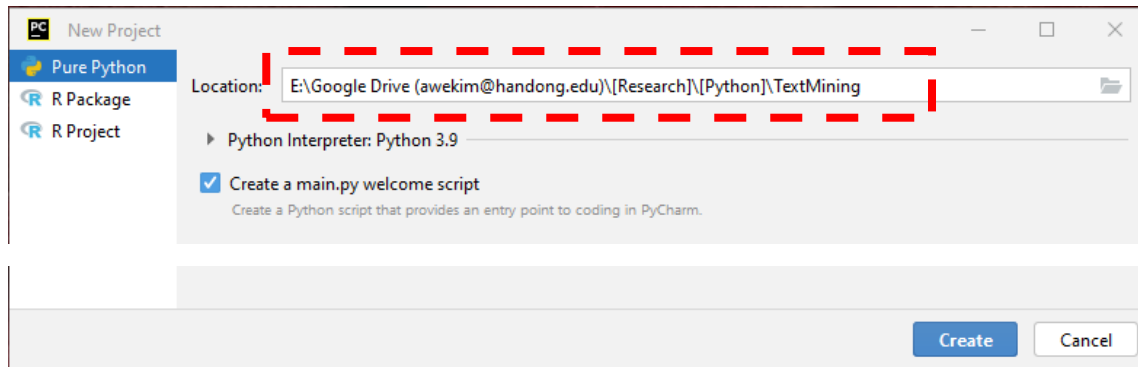 PC New Project
Pure Python
R Package
R Project
Location: E:\Google Drive (awekim@handong.edu)\[Research]\[Python]\TextMining
Python Interpreter: Python 3.9
Create a main.py welcome script
Create a Python script that provides an entry point to coding in PyCharm.
Create Cancel